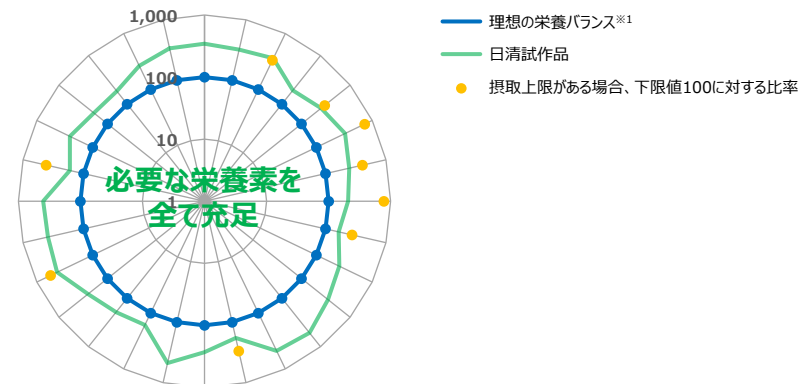 1,000
100
10
1
必要な栄養素を
全て充足
理想の栄養バランス※1
日清試作品
摂取上限がある場合、下限値100に対する比率